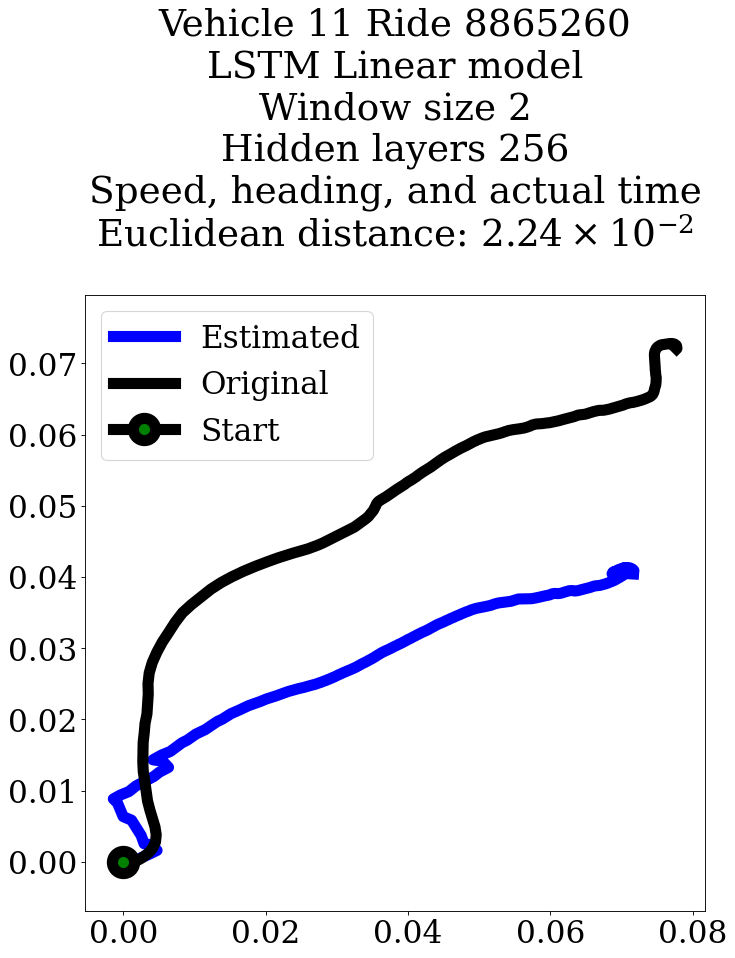 Vehicle 11 Ride 8865260
LSTM Linear model
Window size 2
Hidden layers 256
Speed, heading, and actual time
Euclidean distance: 2.24 × 10⁻²
Estimated
Original
Start
0.07
0.06
0.05
0.04
0.03
0.02
0.01
0.00
0.00 0.02 0.04 0.06 0.08